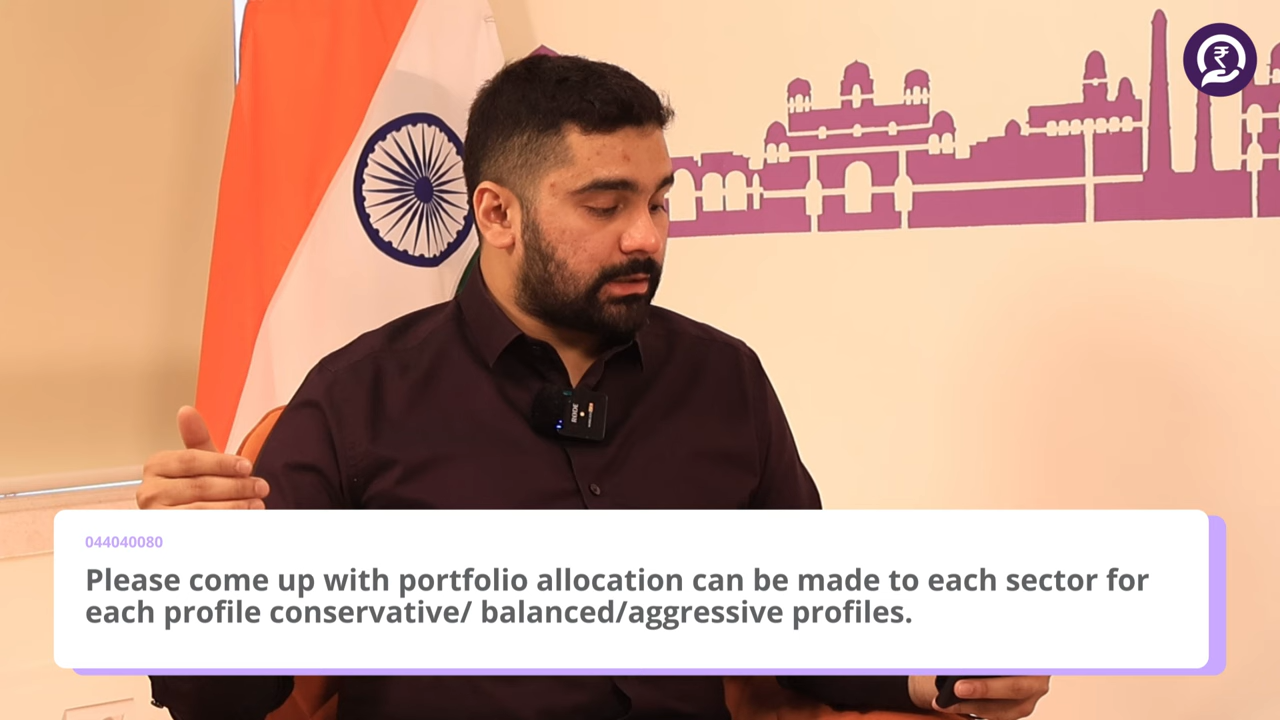 ₹
044040080
Please come up with portfolio allocation can be made to each sector for
each profile conservative/ balanced/aggressive profiles.
RODE